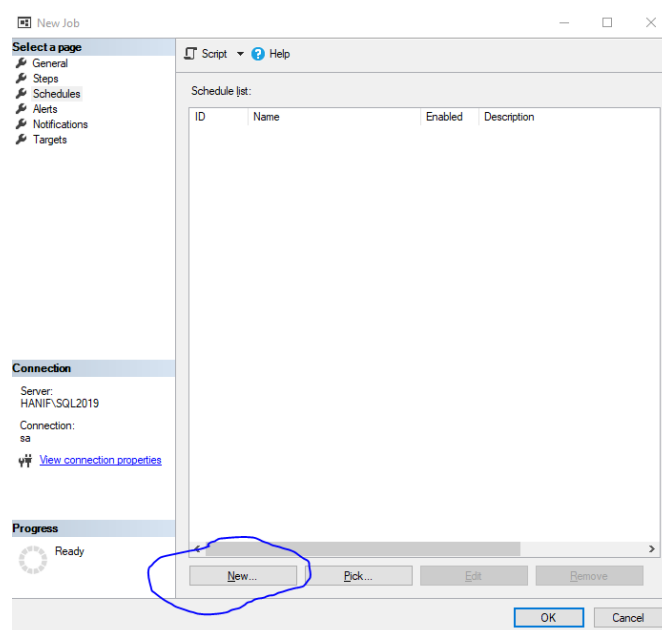 New Job
Select a page
General
Steps
Schedules
Alerts
Notifications
Targets
Script Help
Schedule list:
ID Name Enabled Description
Connection
Server:
HANIF\SQL2019
Connection:
sa
View connection properties
Progress
Ready
New... Pick... Edit Remove
OK Cancel